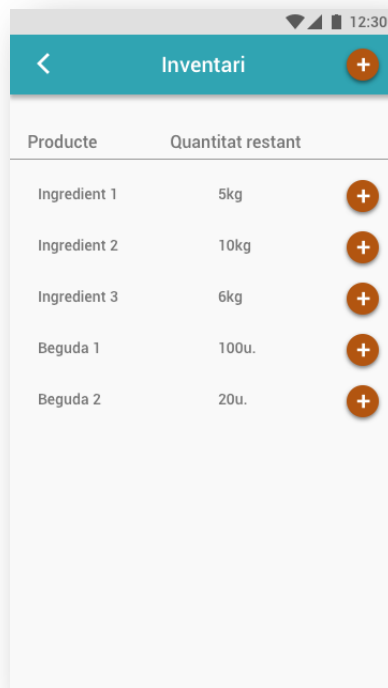 12:30
Inventari
Producte Quantitat restant
Ingredient 1 5kg
Ingredient 2 10kg
Ingredient 3 6kg
Beguda 1 100u.
Beguda 2 20u.